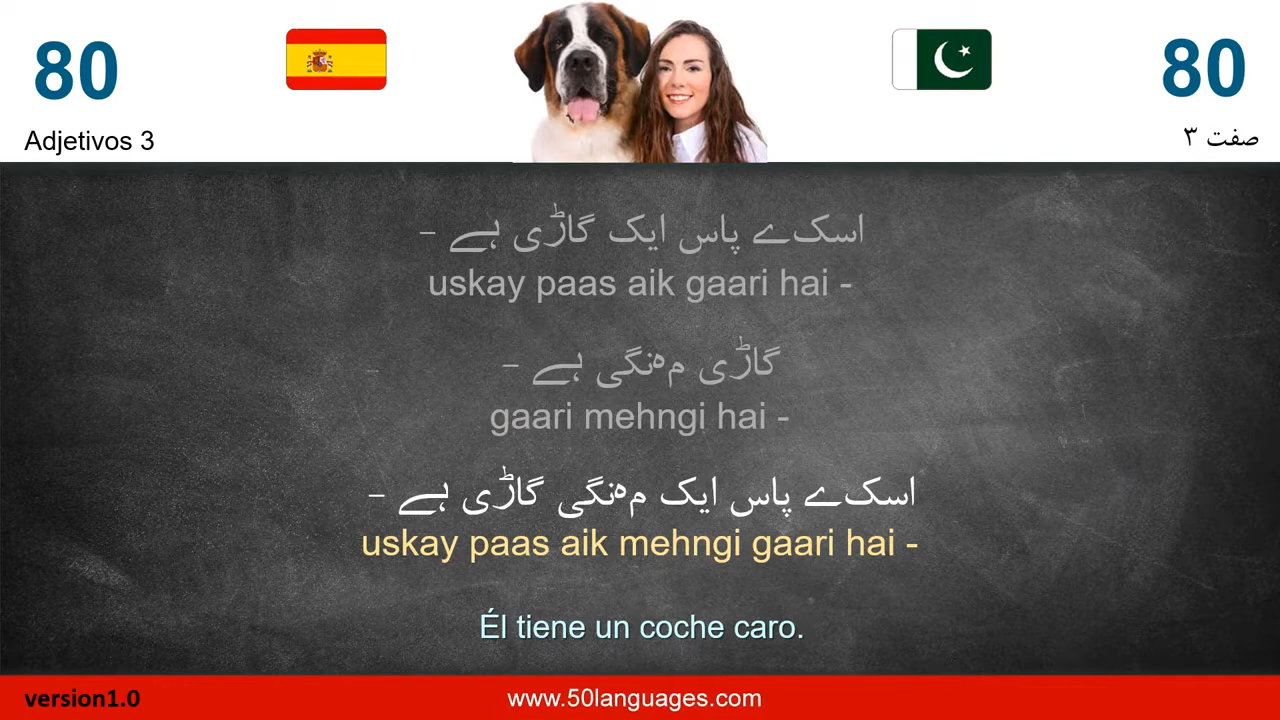 80
80
Adjetivos 3
صفت ۳
اسکے پاس ایک گاڑی ہے –
uskay paas aik gaari hai -
گاڑی مہنگی ہے –
gaari mehngi hai -
اسکے پاس ایک مہنگی گاڑی ہے –
uskay paas aik mehngi gaari hai -
Él tiene un coche caro.
version1.0
www.50languages.com